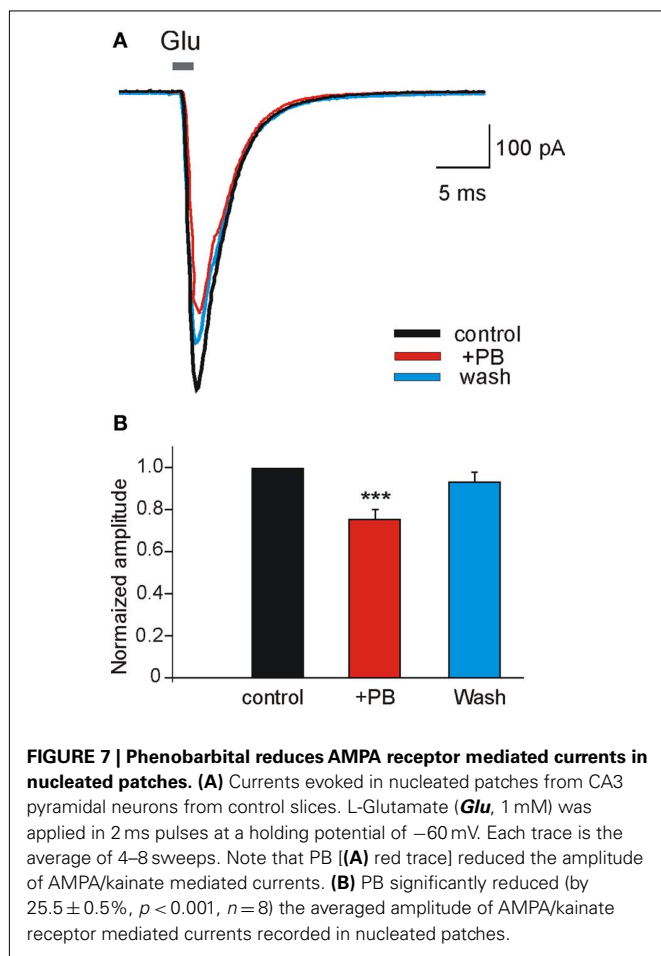 A
Glu
100 pA
5 ms
control
+PB
wash
B
Normaized amplitude
1.0
0.8
0.6
0.4
0.2
0
***
control
+PB
Wash
FIGURE 7 | Phenobarbital reduces AMPA receptor mediated currents in
nucleated patches. (A) Currents evoked in nucleated patches from CA3
pyramidal neurons from control slices. L-Glutamate (Glu, 1 mM) was
applied in 2 ms pulses at a holding potential of −60 mV. Each trace is the
average of 4–8 sweeps. Note that PB [(A) red trace] reduced the amplitude
of AMPA/kainate mediated currents. (B) PB significantly reduced (by
25.5 ± 0.5%, p < 0.001, n = 8) the averaged amplitude of AMPA/kainate
receptor mediated currents recorded in nucleated patches.